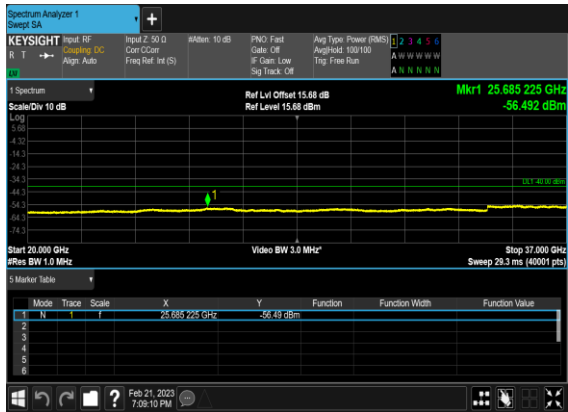 Spectrum Analyzer 1
Swept SA
+
KEYSIGHT Input: RF Input Z: 50 Ω #Atten: 10 dB PNO: Fast Avg Type: Power (RMS) 1 2 3 4 5 6
R T Coupling: DC Corr CCorr Gate: Off Avg|Hold: 100/100 A W W W W W
Align: Auto Freq Ref: Int (S) IF Gain: Low Trig: Free Run
Sig Track: Off A N N N N N
1 Spectrum Ref Lvl Offset 15.68 dB Mkr1 25.685 225 GHz
Scale/Div 10 dB Ref Level 15.68 dBm -56.492 dBm
Log
5.68
-4.32
-14.3
-24.3
-34.3
DL1 -40.00 dBm
-44.3
1
-54.3
-64.3
-74.3
Start 20.000 GHz Video BW 3.0 MHz* Stop 37.000 GHz
#Res BW 1.0 MHz Sweep 29.3 ms (40001 pts)
5 Marker Table
Mode Trace Scale X Y Function Function Width Function Value
1 N 1 f 25.685 225 GHz -56.49 dBm
2
3
4
5
6
? Feb 21, 2023
7:09:10 PM